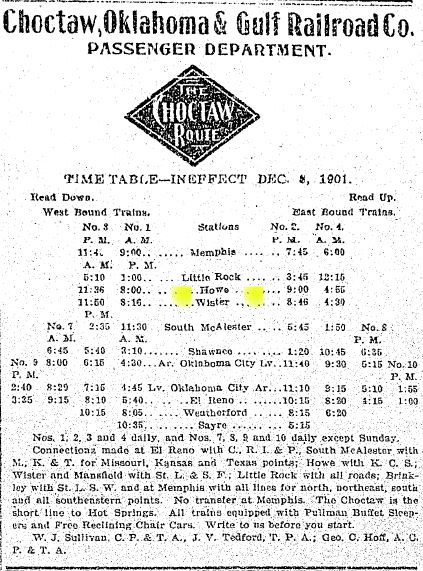 Choctaw, Oklahoma & Gulf Railroad Co.
PASSENGER DEPARTMENT.
THE
CHOCTAW
ROUTE
TIME TABLE—IN EFFECT DEC. , 1901.
Read Down. Read Up.
West Bound Trains. East Bound Trains.
No. 3 No. 1 Stations No. 2. No. 4.
P. M. A. M. P. M. A. M.
11:4 9:00 Memphis 7:45 6:00
A. M. P. M.
5:10 1:00 Little Rock 3:45 12:15
11:36 8:00 Howe 9:00 4:55
11:50 8:16 Wister 8:46 4:30
P. M.
No. 7 2:35 11:30 South McAlester 5:45 1:50 No. 8
A. M. P. M.
6:45 5:40 3:10 Shawnee 1:20 10:45 6:35
No. 9 8:00 6:15 4:30 Ar. Oklahoma City Lv. 11:40 9:30 5:15 No. 10
P. M. P. M.
2:40 8:29 7:15 4:45 Lv. Oklahoma City Ar. 11:10 3:15 5:10 1:55
3:35 9:15 8:10 5:40 El Reno 10:15 8:20 4:15 1:00
10:15 8:05 Weatherford 8:15 6:20
10:35 Sayre 5:15
Nos. 1, 2, 3 and 4 daily, and Nos. 7, 8, 9 and 10 daily except Sunday.
Connections made at El Reno with C., R. I. & P., South McAlester with
M., K. & T. for Missouri, Kansas and Texas points; Howe with K. C. S.;
Wister and Mansfield with St. L. & S. F.; Little Rock with all roads; Brink-
ley with St. L. S. W. and at Memphis with all lines for north, northeast, south
and all southeastern points. No transfer at Memphis. The Choctaw is the
short line to Hot Springs. All trains equipped with Pullman Buffet Sleep-
ers and Free Reclining Chair Cars. Write to us before you start.
W. J. Sullivan, C. P. & T. A., J. V. Tedford, T. P. A.; Geo. C. Hoff, A. C.
P. & T. A.